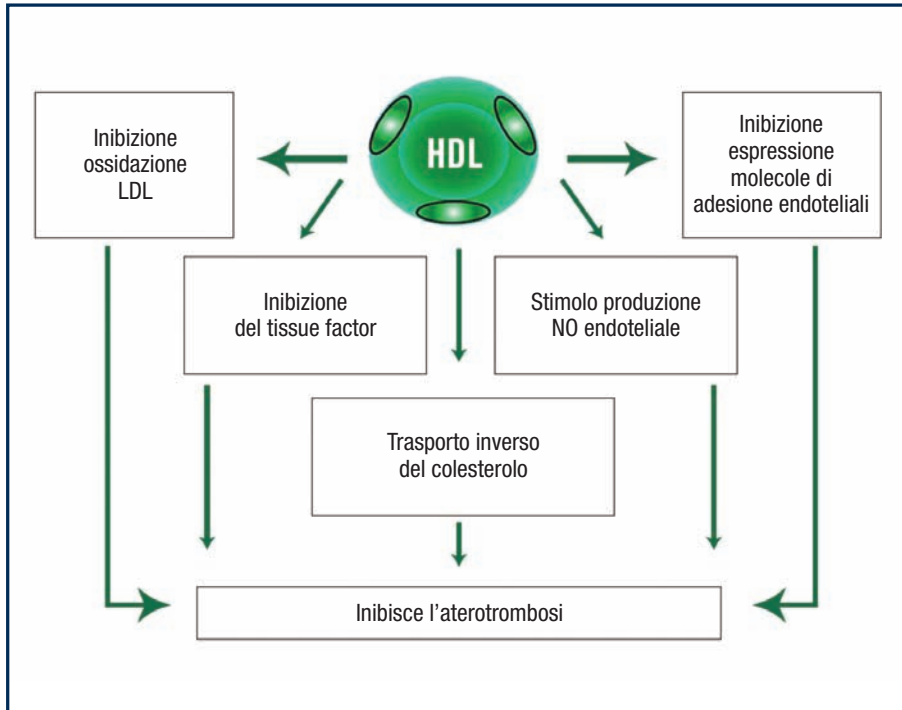 HDL
Inibizione
ossidazione
LDL
Inibizione
espressione
molecole di
adesione endoteliali
Inibizione
del tissue factor
Stimolo produzione
NO endoteliale
Trasporto inverso
del colesterolo
Inibisce l'aterotrombosi